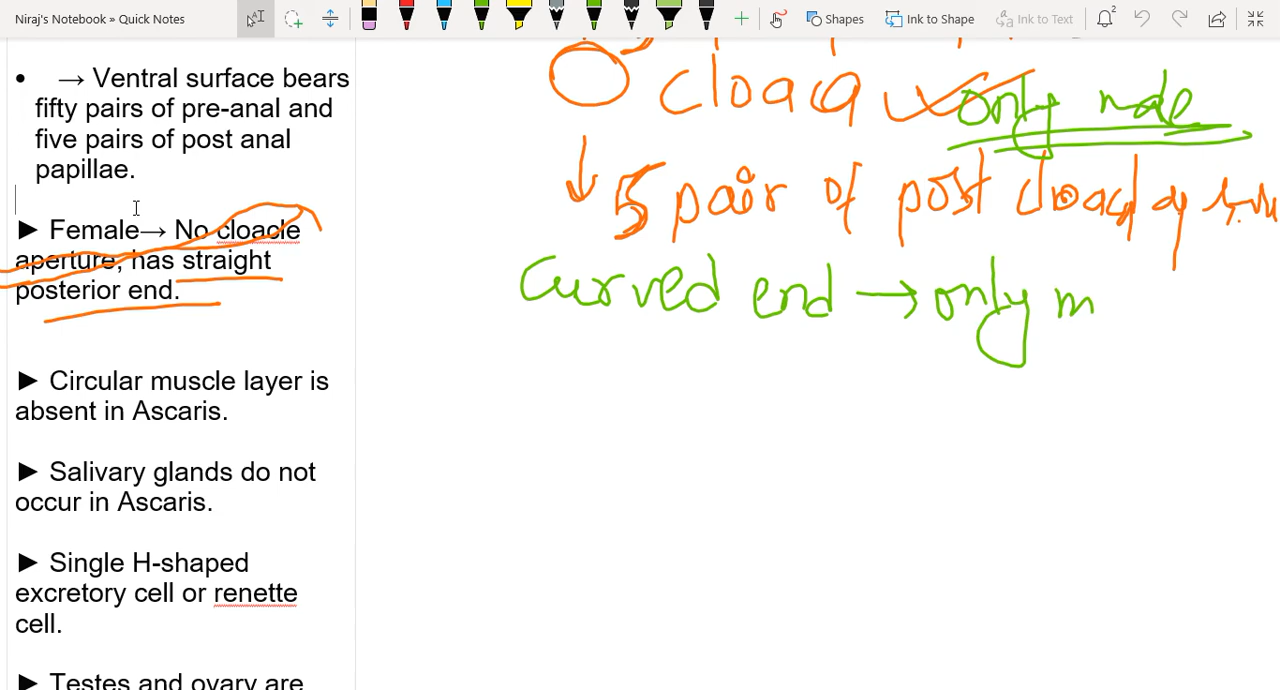 Niraj's Notebook » Quick Notes
Shapes
Ink to Shape
Ink to Text
2
• → Ventral surface bears
fifty pairs of pre-anal and
five pairs of post anal
papillae.
► Female→ No cloacle
aperture, has straight
posterior end.
► Circular muscle layer is
absent in Ascaris.
► Salivary glands do not
occur in Ascaris.
► Single H-shaped
excretory cell or renette
cell.
► Testes and ovary are
cloaca only male
↓ 5 pair of post
curved end → only m